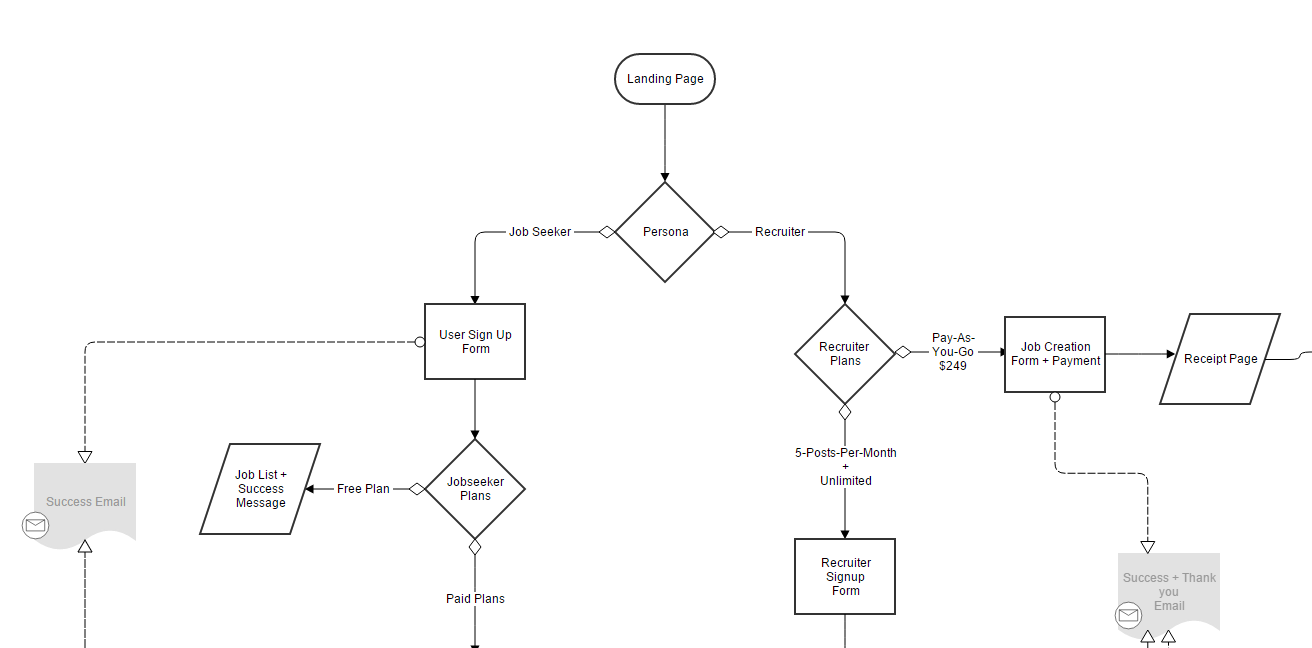 Landing Page
Job Seeker
Persona
Recruiter
User Sign Up
Form
Recruiter
Plans
Pay-As-
You-Go
$249
Job Creation
Form + Payment
Receipt Page
Job List +
Success
Message
Free Plan
Jobseeker
Plans
5-Posts-Per-Month
+
Unlimited
Success Email
Recruiter
Signup
Form
Success + Thank
you
Email
Paid Plans